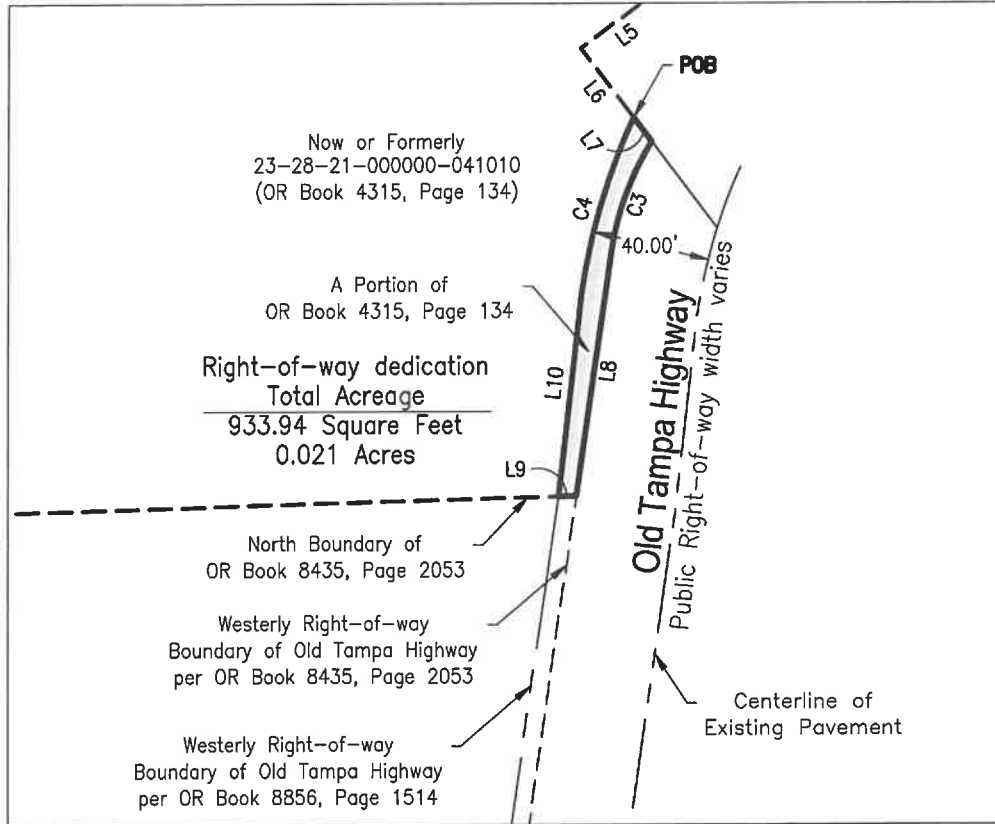 L5
POB
L6
L7
Now or Formerly
23-28-21-000000-041010
(OR Book 4315, Page 134)
C4
C3
40.00'
A Portion of
OR Book 4315, Page 134
Right-of-way dedication
Total Acreage
933.94 Square Feet
0.021 Acres
L10
L8
L9
Old Tampa Highway
Public Right-of-way width varies
North Boundary of
OR Book 8435, Page 2053
Westerly Right-of-way
Boundary of Old Tampa Highway
per OR Book 8435, Page 2053
Centerline of
Existing Pavement
Westerly Right-of-way
Boundary of Old Tampa Highway
per OR Book 8856, Page 1514